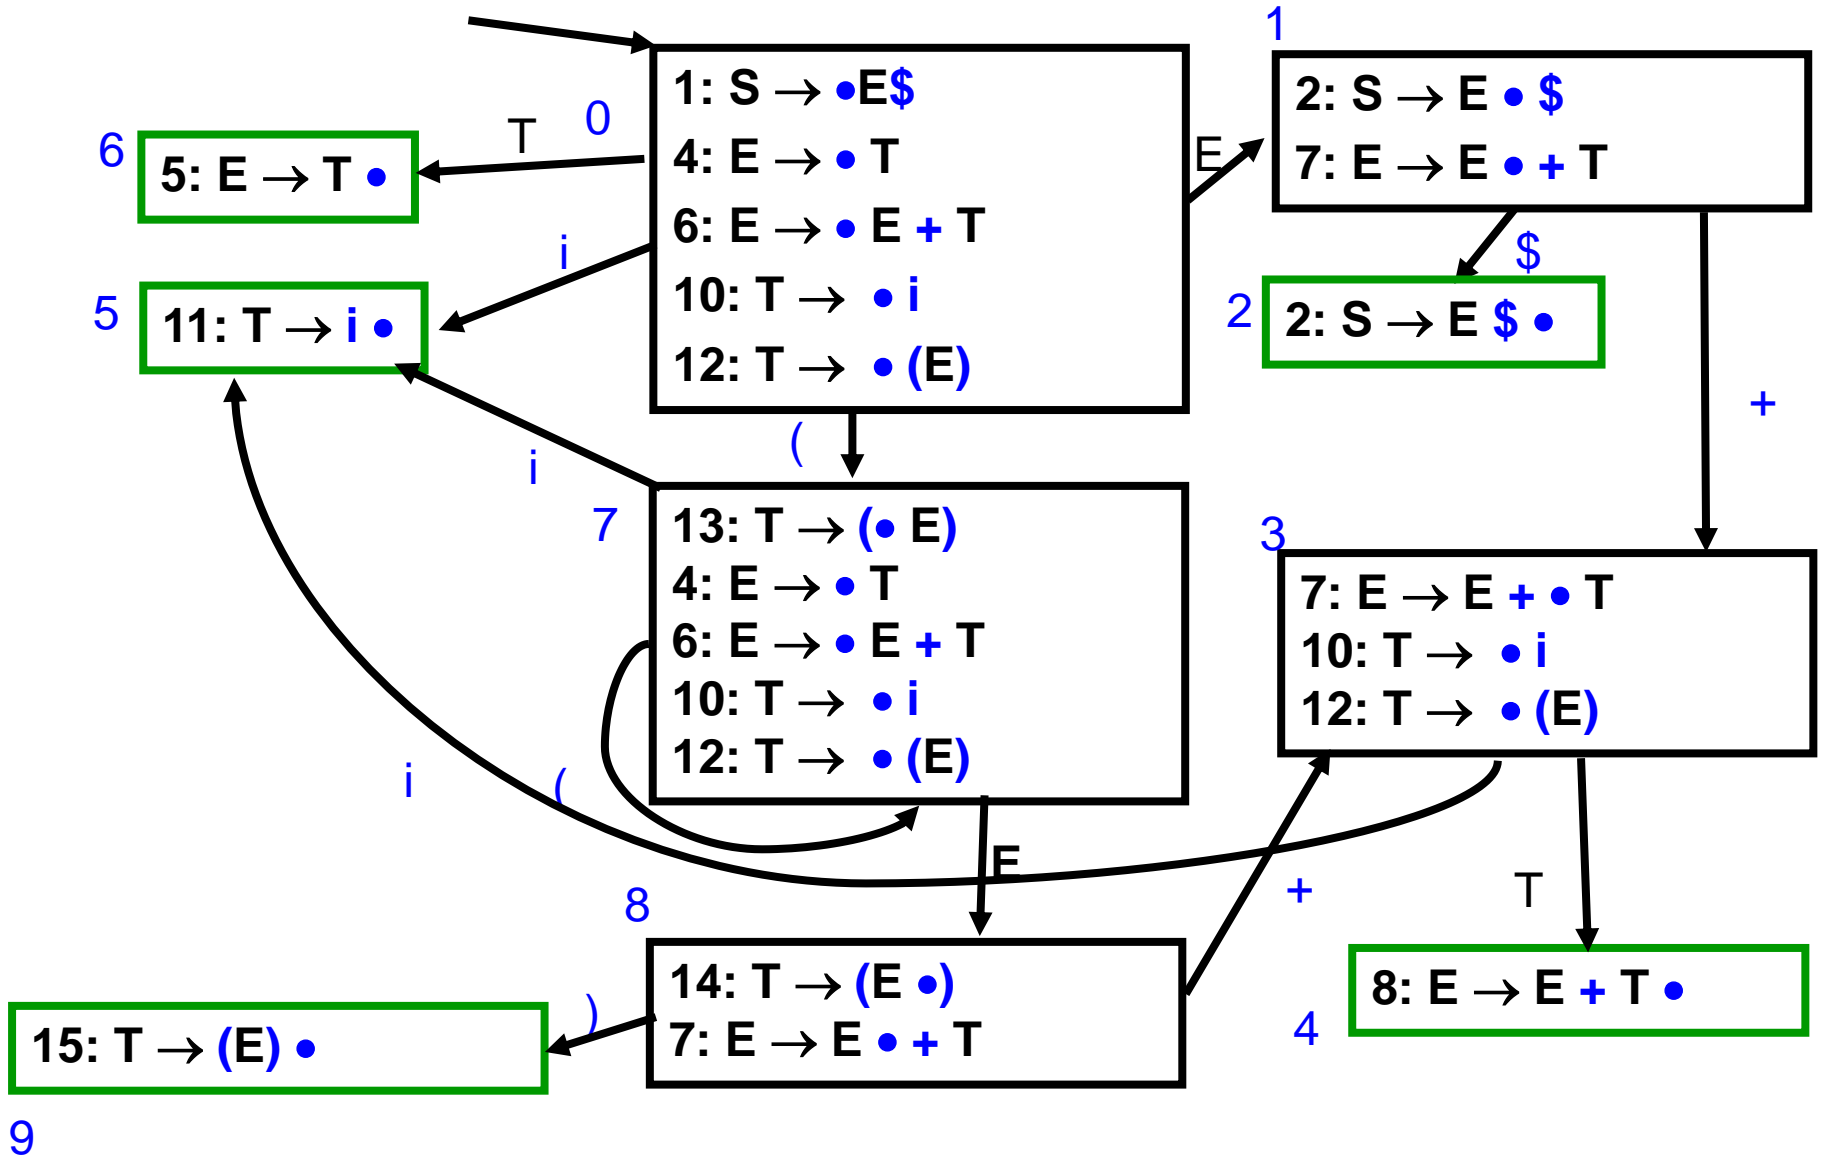 1
0
1: S → •E$
4: E → • T
6: E → • E + T
10: T → • i
12: T → • (E)
E
2: S → E • $
7: E → E • + T
6
T
5: E → T •
i
5
11: T → i •
$
2
2: S → E $ •
+
(
i
7
13: T → (• E)
4: E → • T
6: E → • E + T
10: T → • i
12: T → • (E)
3
7: E → E + • T
10: T → • i
12: T → • (E)
i
(
E
8
+
T
14: T → (E •)
7: E → E • + T
)
15: T → (E) •
9
8: E → E + T •
4